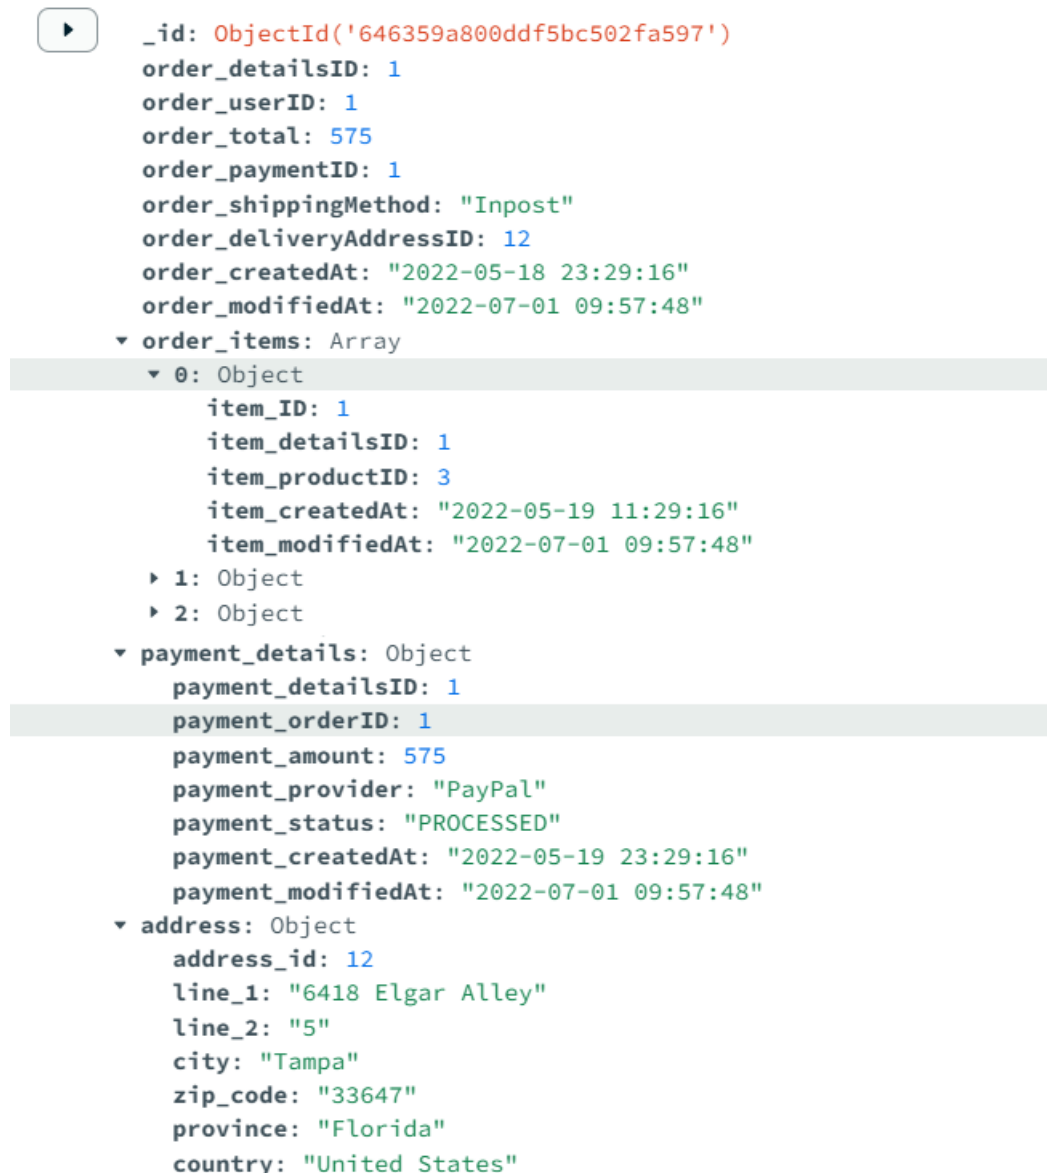 _id: ObjectId('646359a800ddf5bc502fa597')
order_detailsID: 1
order_userID: 1
order_total: 575
order_paymentID: 1
order_shippingMethod: "Inpost"
order_deliveryAddressID: 12
order_createdAt: "2022-05-18 23:29:16"
order_modifiedAt: "2022-07-01 09:57:48"
order_items: Array
0: Object
item_ID: 1
item_detailsID: 1
item_productID: 3
item_createdAt: "2022-05-19 11:29:16"
item_modifiedAt: "2022-07-01 09:57:48"
1: Object
2: Object
payment_details: Object
payment_detailsID: 1
payment_orderID: 1
payment_amount: 575
payment_provider: "PayPal"
payment_status: "PROCESSED"
payment_createdAt: "2022-05-19 23:29:16"
payment_modifiedAt: "2022-07-01 09:57:48"
address: Object
address_id: 12
line_1: "6418 Elgar Alley"
line_2: "5"
city: "Tampa"
zip_code: "33647"
province: "Florida"
country: "United States"